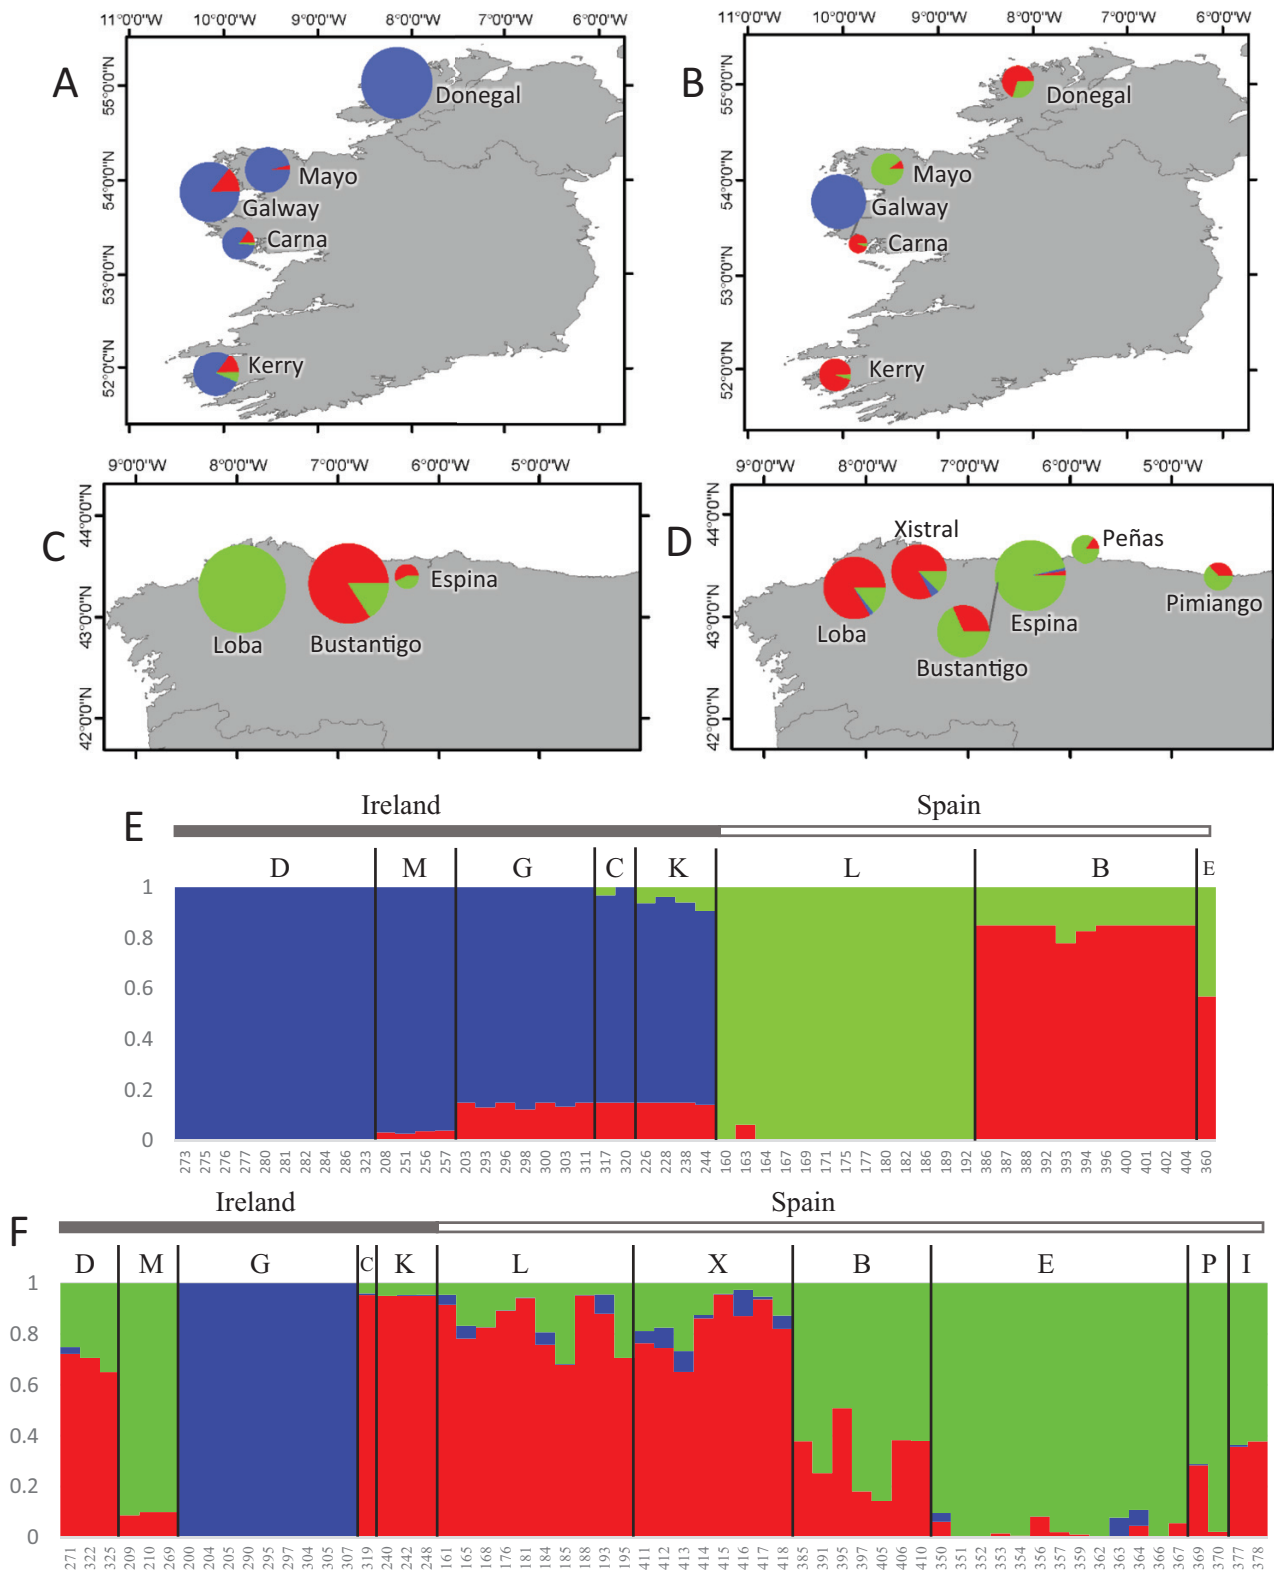 11°0'0"W 10°0'0"W 9°0'0"W 8°0'0"W 7°0'0"W 6°0'0"W
A
55°0'0"N
54°0'0"N
53°0'0"N
52°0'0"N
Donegal
Mayo
Galway
Carna
Kerry
11°0'0"W 10°0'0"W 9°0'0"W 8°0'0"W 7°0'0"W 6°0'0"W
B
55°0'0"N
54°0'0"N
53°0'0"N
52°0'0"N
Donegal
Mayo
Galway
Carna
Kerry
9°0'0"W 8°0'0"W 7°0'0"W 6°0'0"W 5°0'0"W
C
44°0'0"N
43°0'0"N
42°0'0"N
Espina
Loba
Bustantigo
9°0'0"W 8°0'0"W 7°0'0"W 6°0'0"W 5°0'0"W
D
44°0'0"N
43°0'0"N
42°0'0"N
Xistral
Peñas
Pimiango
Loba
Espina
Bustantigo
E
Ireland Spain
D M G C K L B E
1
0.8
0.6
0.4
0.2
0
273 275 276 277 280 281 282 284 286 323 208 251 256 257 203 293 296 298 300 303 311 317 320 226 228 238 244 160 163 164 167 169 171 175 177 180 182 186 189 192 386 387 388 392 393 394 396 400 401 402 404 360
F
Ireland Spain
D M G C K L X B E P I
1
0.8
0.6
0.4
0.2
0
271 322 325 209 210 269 200 204 205 290 295 297 304 305 307 319 240 242 248 161 165 168 176 181 184 185 188 193 195 411 412 413 414 415 416 417 418 385 391 395 397 405 406 410 350 351 352 353 354 356 357 359 362 363 364 366 367 369 370 377 378